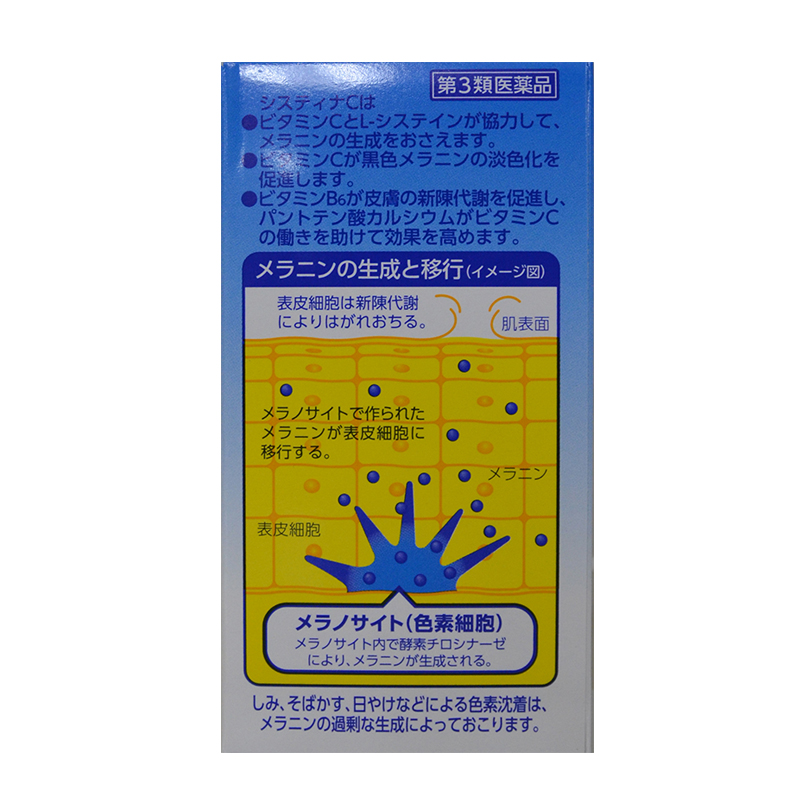 第3類医薬品
システィナCは
●ビタミンCとL-システインが協力して、
メラニンの生成をおさえます。
●ビタミンCが黒色メラニンの淡色化を
促進します。
●ビタミンB6が皮膚の新陳代謝を促進し、
パントテン酸カルシウムがビタミンC
の働きを助けて効果を高めます。
メラニンの生成と移行(イメージ図)
表皮細胞は新陳代謝
によりはがれおちる。
肌表面
メラノサイトで作られた
メラニンが表皮細胞に
移行する。
メラニン
表皮細胞
メラノサイト(色素細胞)
メラノサイト内で酵素チロシナーゼ
により、メラニンが生成される。
しみ、そばかす、日やけなどによる色素沈着は、
メラニンの過剰な生成によっておこります。